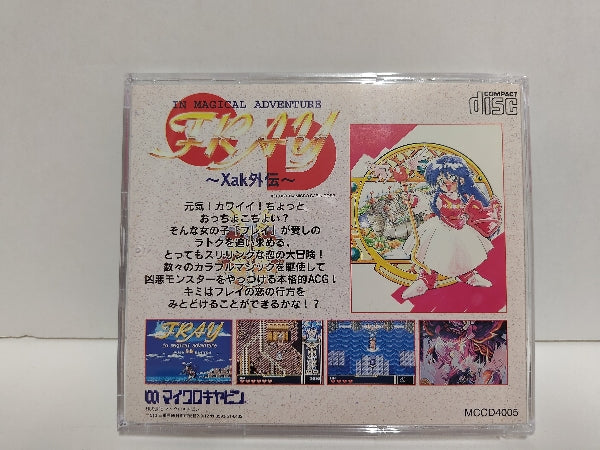 IN MAGICAL ADVENTURE
FRAY
～Xak外伝～
COMPACT
disc
元気！カワイイ！ちょっと
おっちょこちょい？
そんな女の子『フレイ』が愛しの
ラトクを追い求める、
とってもスリリングな恋の大冒険！
数々のカラフルマジックを駆使して
凶悪モンスターをやっつける本格的ACG！
キミはフレイの恋の行方を
みとどけることができるかな！？
FRAY
in magical adventure
マイクロキャビン
MCCD4005